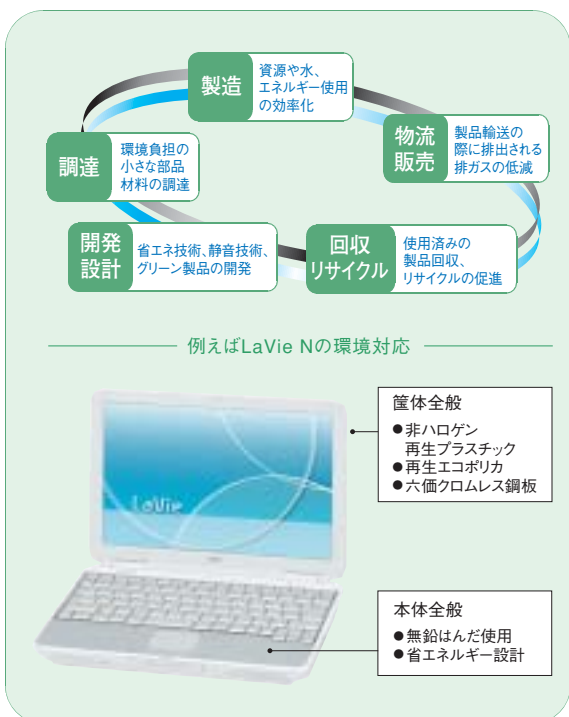 製造
資源や水、
エネルギー使用
の効率化
物流
販売
製品輸送の
際に排出される
排ガスの低減
調達
環境負担の
小さな部品
材料の調達
開発
設計
省エネ技術、静音技術、
グリーン製品の開発
回収
リサイクル
使用済みの
製品回収、
リサイクルの促進
例えばLaVie Nの環境対応
筐体全般
●非ハロゲン
再生プラスチック
●再生エコポリカ
●六価クロムレス鋼板
LaVie
本体全般
●無鉛はんだ使用
●省エネルギー設計